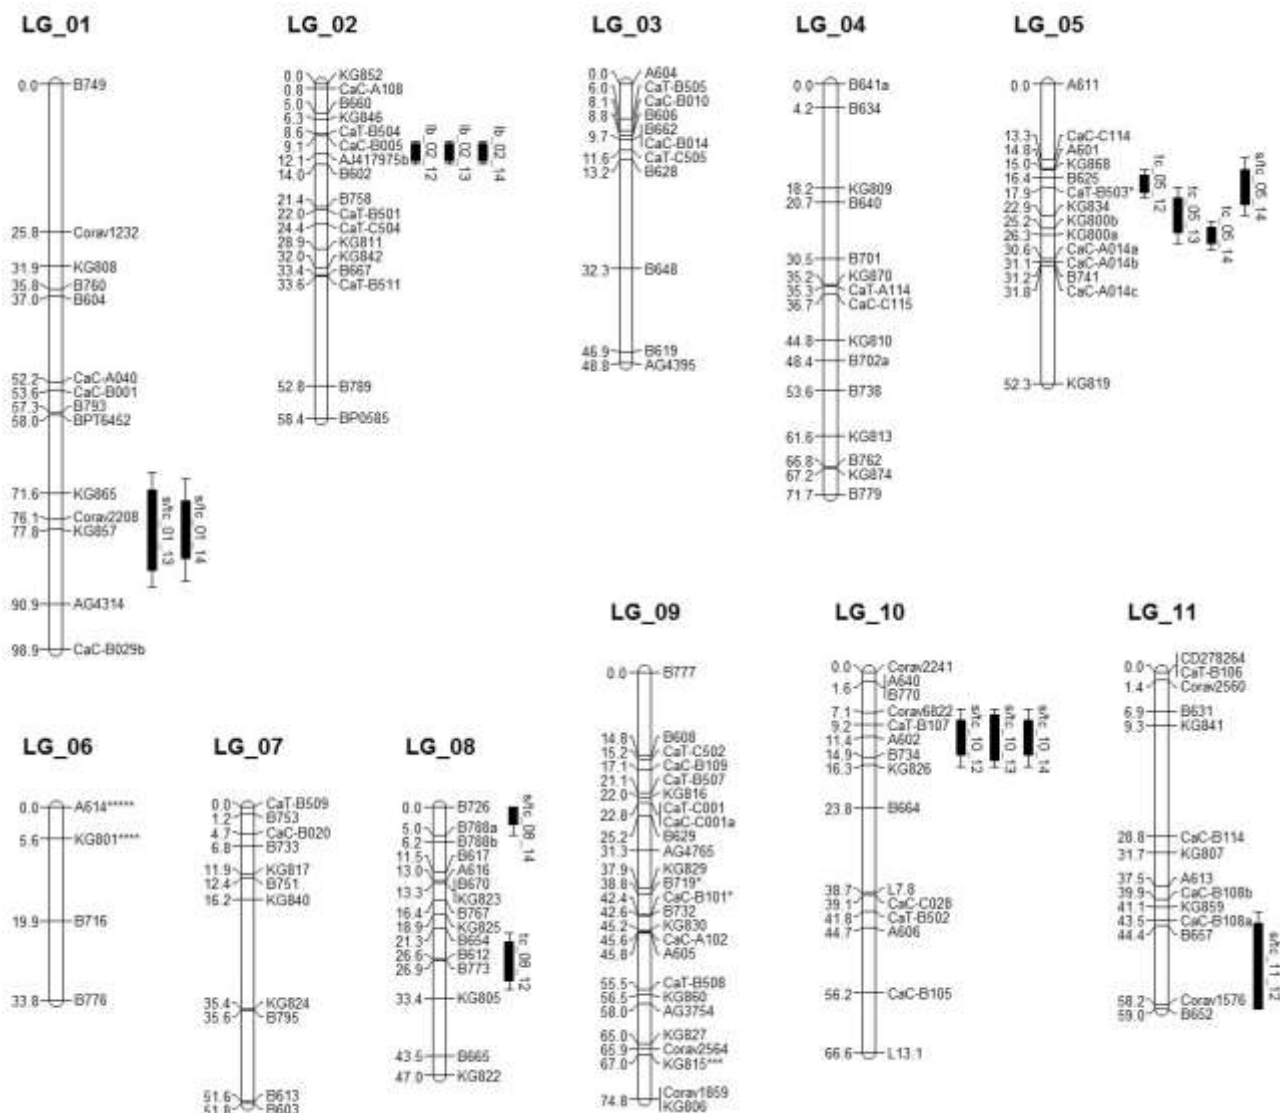 LG_01
0.0 B749
25.8 Corav1232
31.9 KG808
35.8 B760
37.0 B604
52.2 CaC-A040
53.6 CaC-B001
57.3 B793
58.0 BPT6452
71.6 KG865
76.1 Corav2208
77.8 KG857
90.9 AG4314
98.9 CaC-B029b
s/tc_01_13
s/tc_01_14
LG_02
0.0 KG852
0.8 CaC-A108
5.0 B660
6.3 KG846
8.6 CaT-B504
9.1 CaC-B005
12.1 AJ417975b
14.0 B602
21.4 B758
22.0 CaT-B501
24.4 CaT-C504
28.9 KG811
32.0 KG842
33.4 B667
33.6 CaT-B511
52.8 B789
58.4 BP0585
lb_02_12
lb_02_13
lb_02_14
LG_03
0.0 A604
6.0 CaT-B505
8.1 CaC-B010
8.8 B606
9.7 B662
CaC-B014
11.6 CaT-C505
13.2 B628
32.3 B648
46.9 B619
48.8 AG4395
LG_04
0.0 B641a
4.2 B634
18.2 KG809
20.7 B640
30.5 B701
35.2 KG870
35.3 CaT-A114
36.7 CaC-C115
44.8 KG810
48.4 B702a
53.6 B738
61.6 KG813
66.8 B762
67.2 KG874
71.7 B779
LG_05
0.0 A611
13.3 CaC-C114
14.8 A601
15.0 KG868
16.4 B625
17.9 CaT-B503*
22.9 KG834
25.2 KG800b
26.3 KG800a
30.6 CaC-A014a
31.1 CaC-A014b
31.2 B741
31.8 CaC-A014c
52.3 KG819
tc_05_12
tc_05_13
tc_05_14
s/tc_05_14
LG_06
0.0 A614*****
5.6 KG801****
19.9 B716
33.8 B776
LG_07
0.0 CaT-B509
1.2 B753
4.7 CaC-B020
6.8 B733
11.9 KG817
12.4 B751
16.2 KG840
35.4 KG824
35.6 B795
51.6 B613
51.8 B603
LG_08
0.0 B726
5.0 B788a
6.2 B788b
11.5 B617
13.0 A616
13.3 B670
KG823
16.4 B767
18.9 KG825
21.3 B654
26.6 B612
26.9 B773
33.4 KG805
43.5 B665
47.0 KG822
s/tc_08_14
tc_08_12
LG_09
0.0 B777
14.8 B608
15.2 CaT-C502
17.1 CaC-B109
21.1 CaT-B507
22.0 KG816
22.8 CaT-C001
CaC-C001a
25.2 B629
31.3 AG4765
37.9 KG829
38.8 B719*
42.4 CaC-B101*
42.6 B732
45.2 KG830
45.6 CaC-A102
45.8 A605
55.5 CaT-B508
56.5 KG860
58.0 AG3754
65.0 KG827
65.9 Corav2564
67.0 KG815***
74.8 Corav1859
KG806
LG_10
0.0 Corav2241
1.6 A640
B770
7.1 Corav6822
9.2 CaT-B107
11.4 A602
14.9 B734
16.3 KG826
23.8 B664
38.7 L7.8
39.1 CaC-C028
41.8 CaT-B502
44.7 A606
56.2 CaC-B105
66.6 L13.1
s/tc_10_12
s/tc_10_13
s/tc_10_14
LG_11
0.0 CD278264
CaT-B106
1.4 Corav2560
6.9 B631
9.3 KG841
28.8 CaC-B114
31.7 KG807
37.5 A613
39.9 CaC-B108b
41.1 KG859
43.5 CaC-B108a
44.4 B657
58.2 Corav1576
59.0 B652
s/tc_11_12